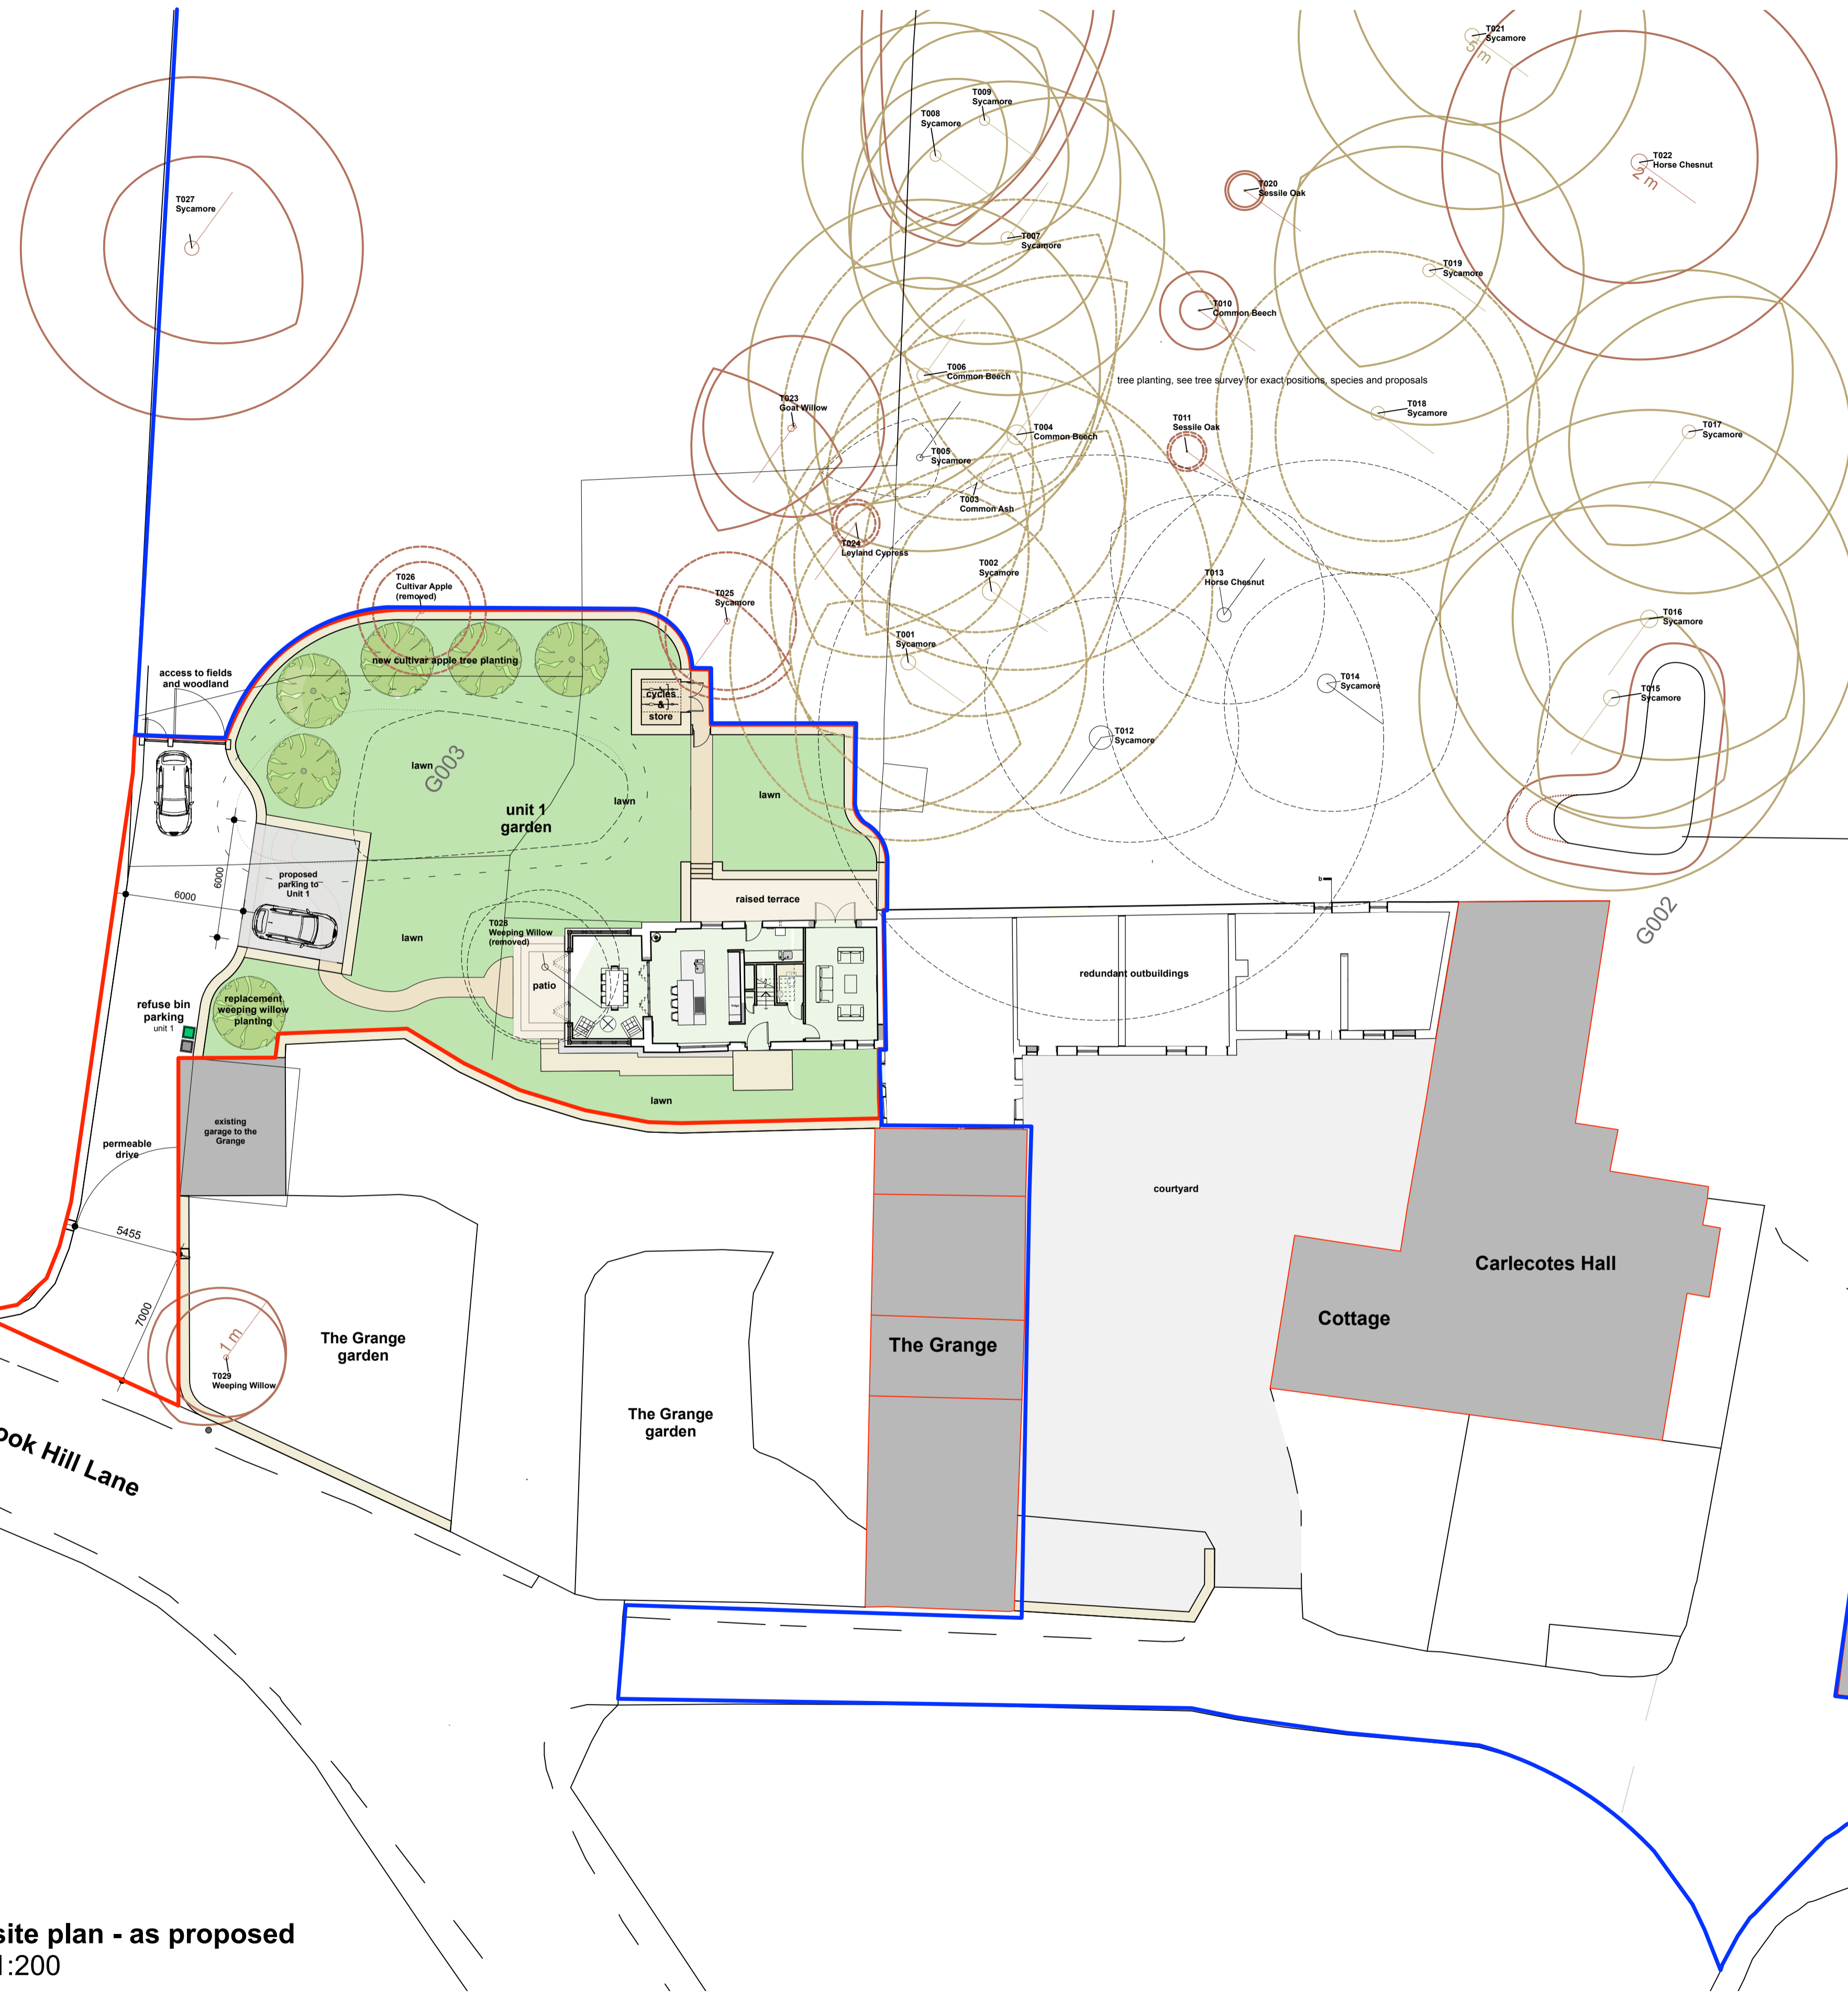 T021
Sycamore
5 m
T009
Sycamore
T008
Sycamore
T022
Horse Chesnut
2 m
T020
Sessile Oak
T027
Sycamore
T007
Sycamore
T019
Sycamore
T010
Common Beech
T006
Common Beech
tree planting, see tree survey for exact positions, species and proposals
T023
Goat Willow
T018
Sycamore
T011
Sessile Oak
T004
Common Beech
T017
Sycamore
T005
Sycamore
T003
Common Ash
T024
Leyland Cypress
T002
Sycamore
T013
Horse Chesnut
T026
Cultivar Apple
(removed)
T025
Sycamore
T016
Sycamore
T001
Sycamore
new cultivar apple tree planting
access to fields
and woodland
cycles
&
store
T014
Sycamore
T015
Sycamore
T012
Sycamore
lawn
G003
lawn
lawn
unit 1
garden
6000
proposed
parking to
Unit 1
6000
b
raised terrace
G002
T028
Weeping Willow
(removed)
lawn
redundant outbuildings
patio
refuse bin
parking
unit 1
replacement
weeping willow
planting
lawn
existing
garage to the
Grange
permeable
drive
courtyard
5455
Carlecotes Hall
7000
Cottage
1 m
The Grange
garden
The Grange
T029
Weeping Willow
The Grange
garden
ook Hill Lane
site plan - as proposed
1:200